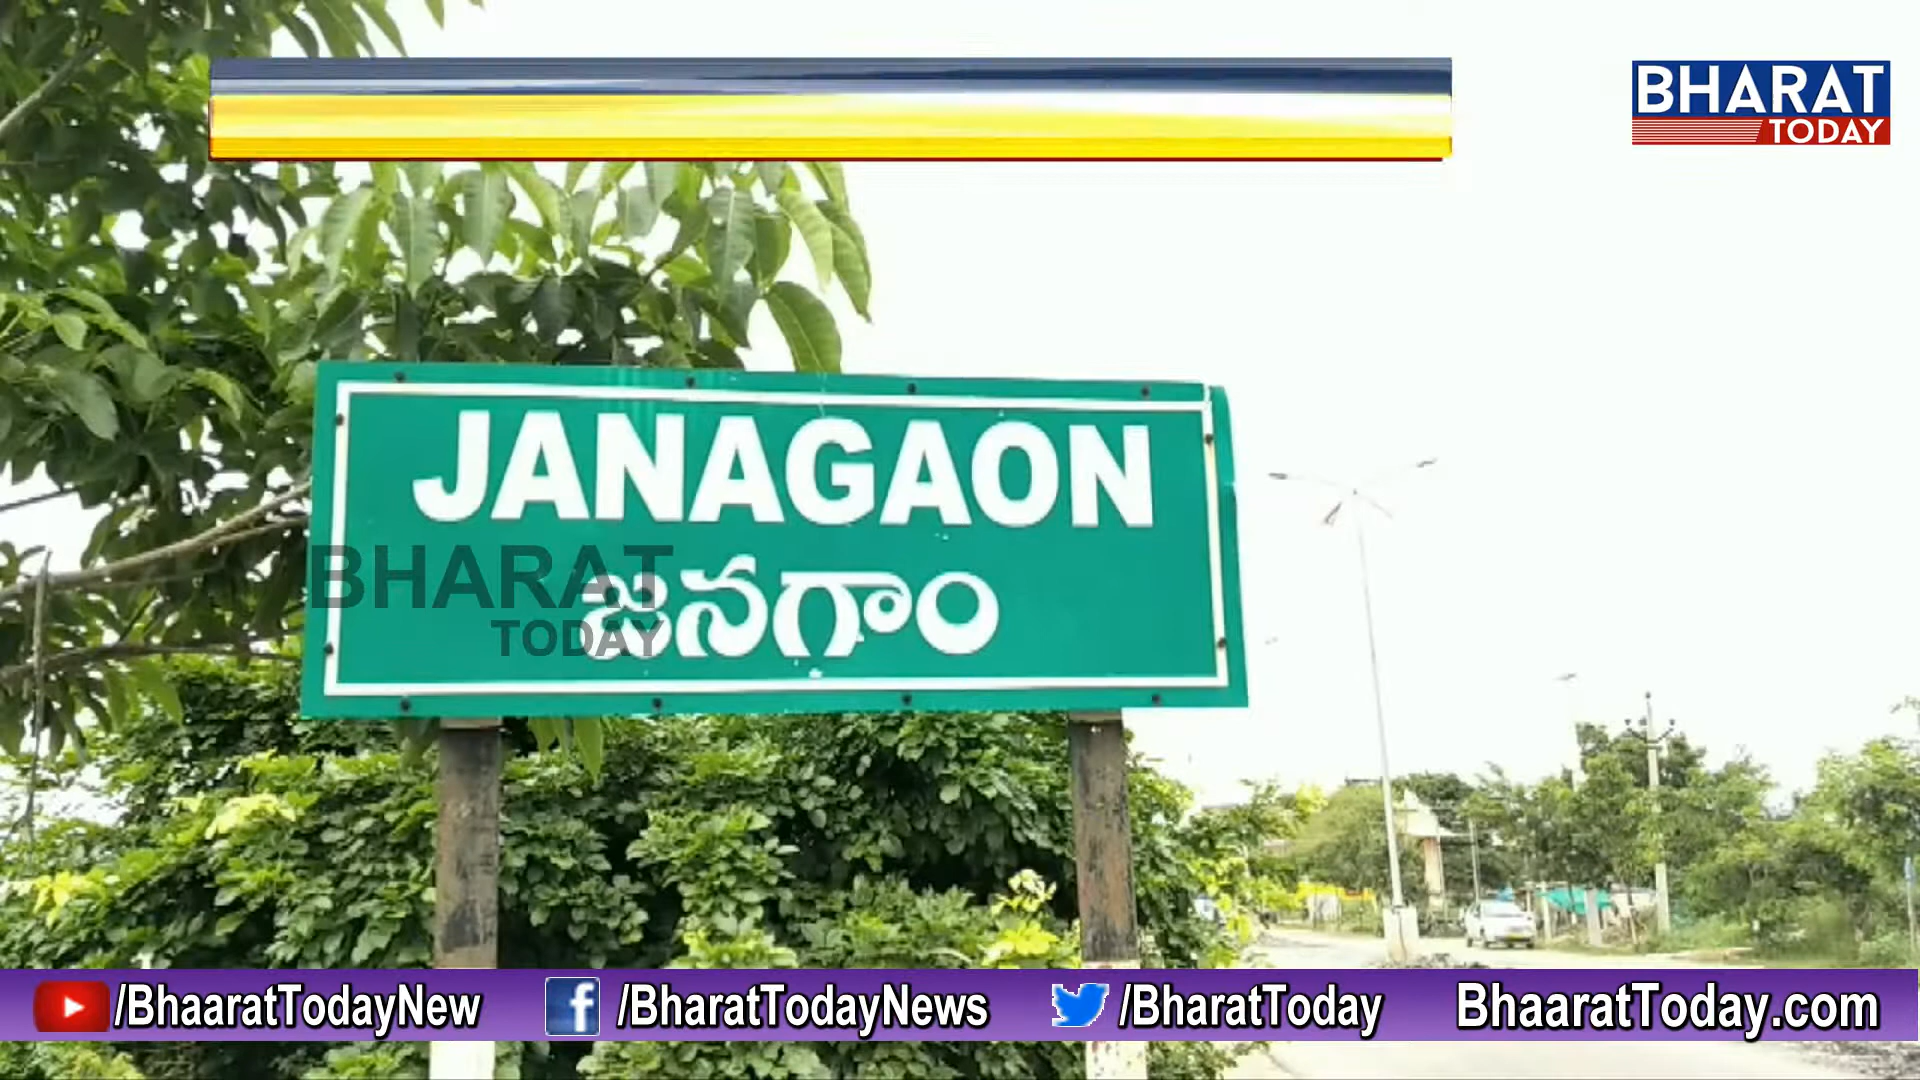 BHARAT
TODAY
JANAGAON
జనగాం
BHARAT
TODAY
/BhaaratTodayNew /BharatTodayNews /BharatToday BhaaratToday.com